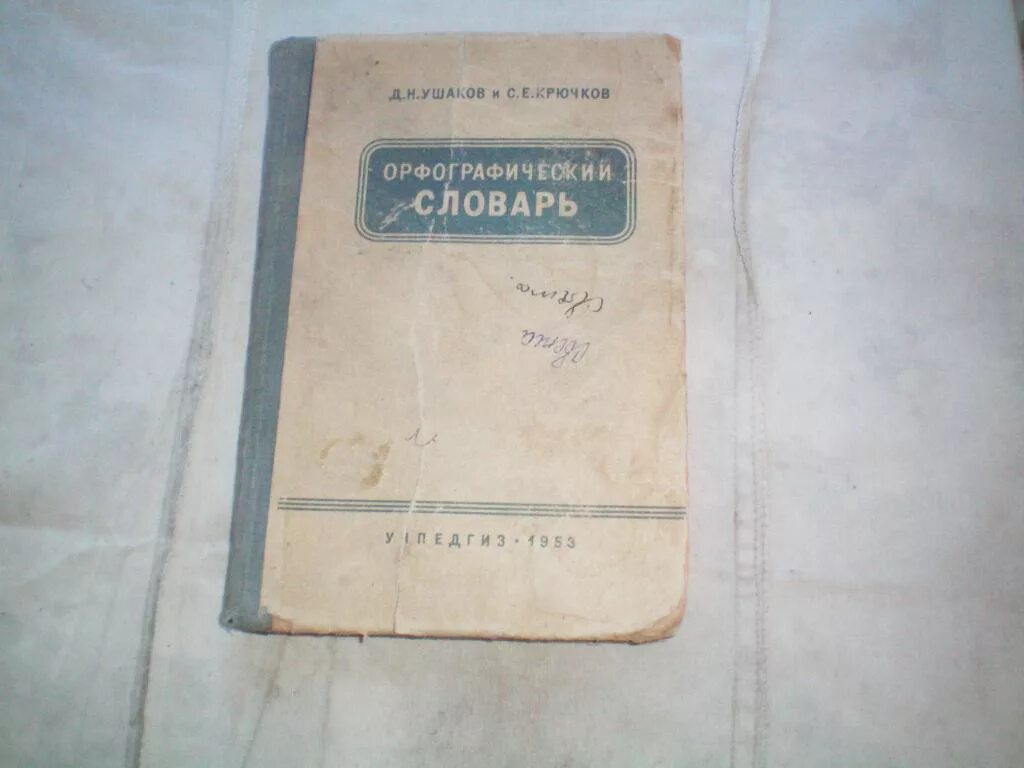 Д.Н.УШАКОВ и С.Е.КРЮЧКОВ
ОРФОГРАФИЧЕСКИЙ
СЛОВАРЬ
УЧПЕДГИЗ • 1953